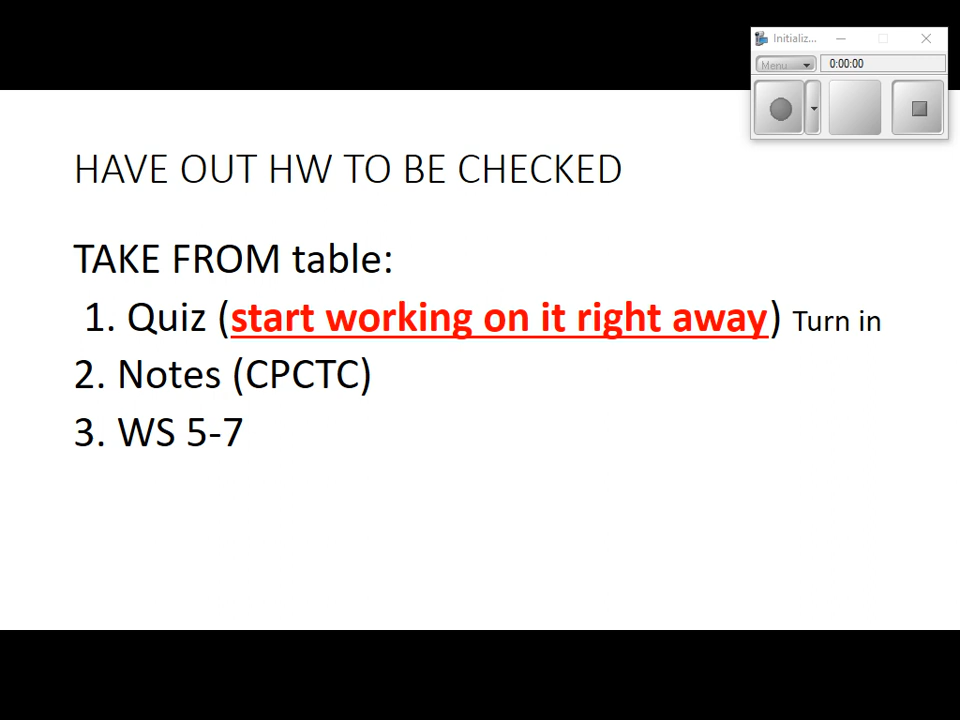 Initializ...
Menu 0:00:00
HAVE OUT HW TO BE CHECKED
TAKE FROM table:
1. Quiz (start working on it right away) Turn in
2. Notes (CPCTC)
3. WS 5-7